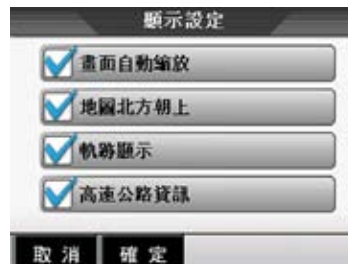 顯示設定
畫面自動縮放
地圖北方朝上
軌跡顯示
高速公路資訊
取消 確定